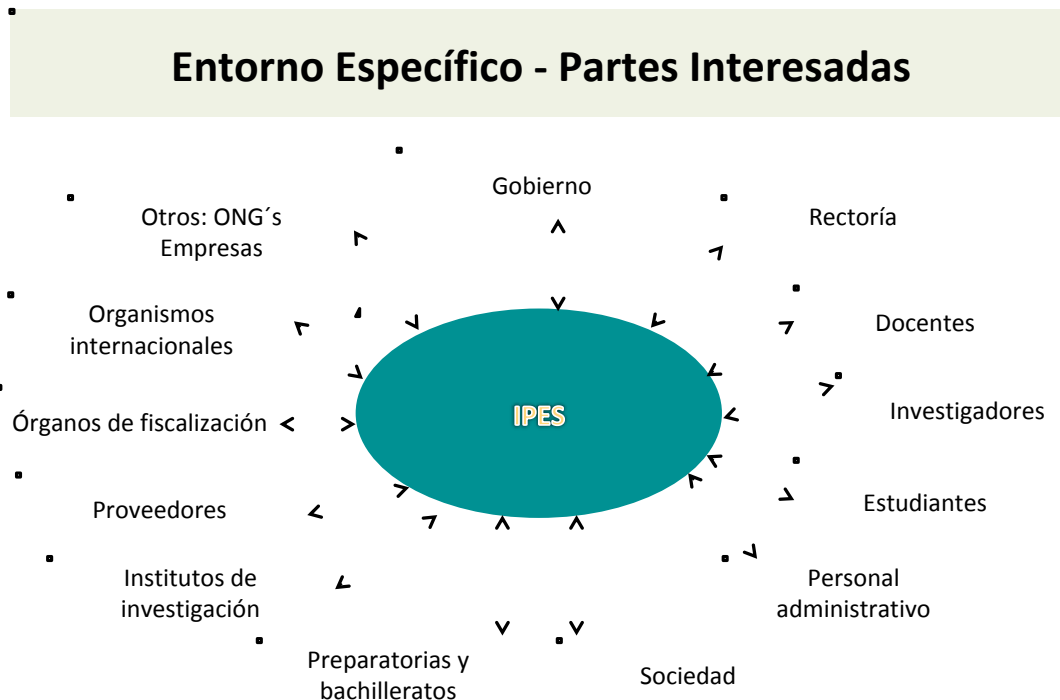 Entorno Específico - Partes Interesadas
Gobierno
Otros: ONG´s
Empresas
Rectoría
Organismos
internacionales
Docentes
Órganos de fiscalización
IPES
Investigadores
Proveedores
Estudiantes
Institutos de
investigación
Personal
administrativo
Preparatorias y
bachilleratos
Sociedad